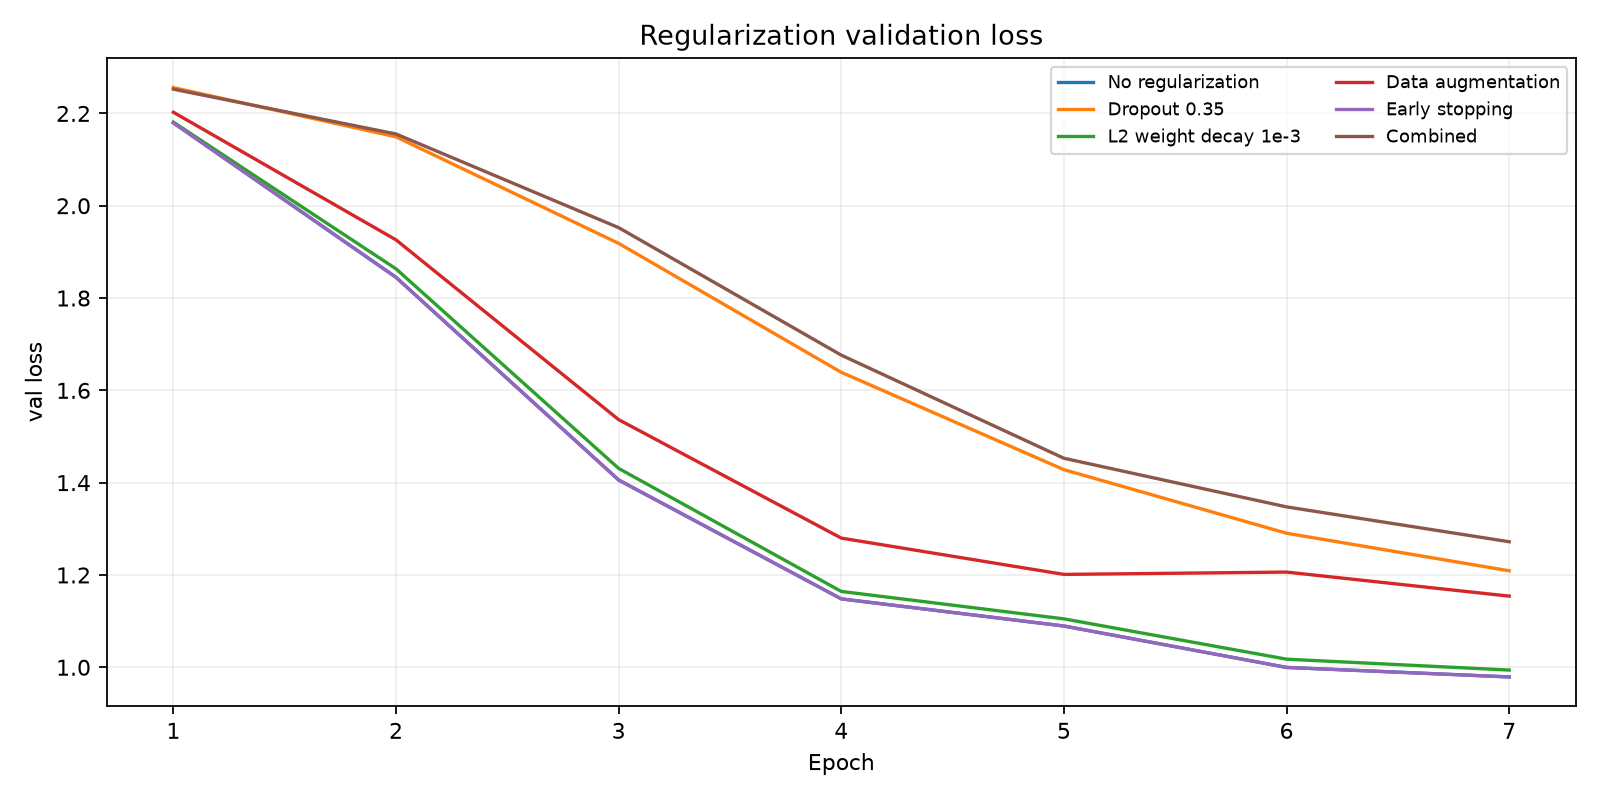 Regularization validation loss
No regularization
Dropout 0.35
L2 weight decay 1e-3
Data augmentation
Early stopping
Combined
val loss
2.2
2.0
1.8
1.6
1.4
1.2
1.0
1 2 3 4 5 6 7
Epoch